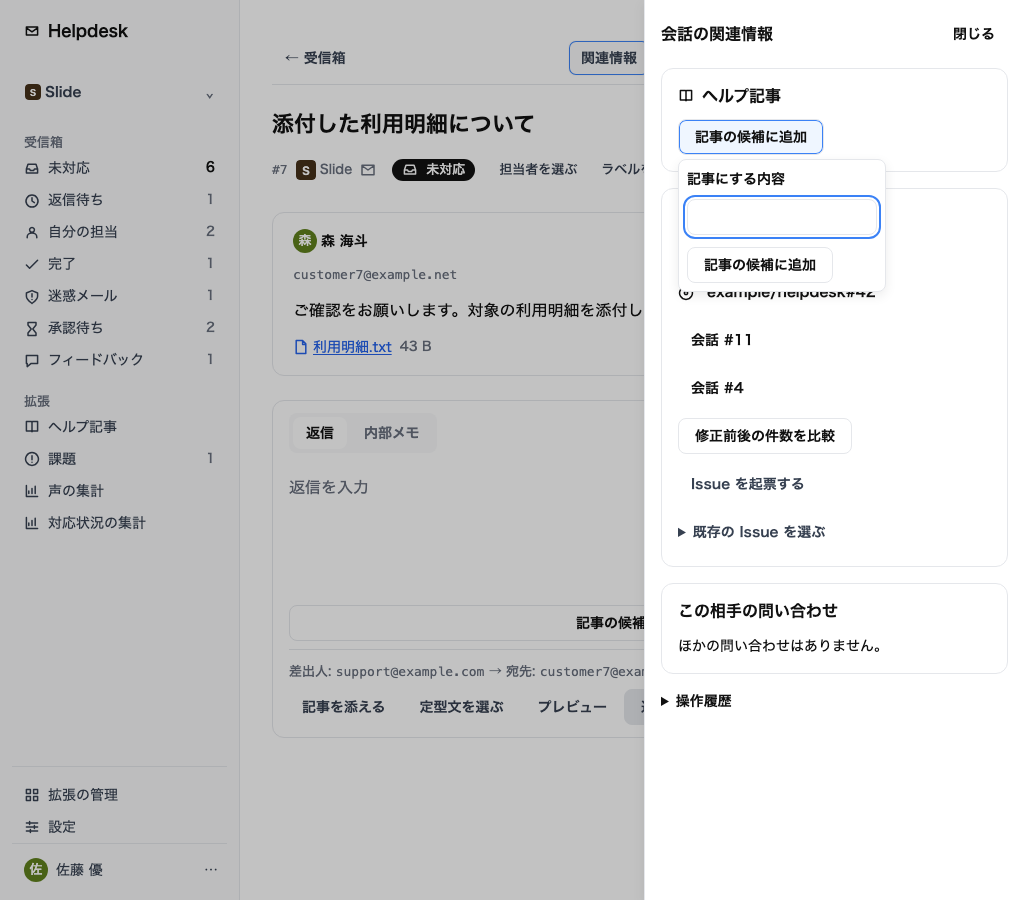 Helpdesk
S Slide
受信箱
未対応 6
返信待ち 1
自分の担当 2
完了 1
迷惑メール 1
承認待ち 2
フィードバック 1
拡張
ヘルプ記事
課題 1
声の集計
対応状況の集計
拡張の管理
設定
佐 佐藤 優 ...
← 受信箱
関連情報
添付した利用明細について
#7 S Slide 未対応 担当者を選ぶ
森 森 海斗
customer7@example.net
ご確認をお願いします。対象の利用明細を添付し
利用明細.txt 43 B
返信 内部メモ
返信を入力
記事の候補
差出人: support@example.com → 宛先: customer7@exam
記事を添える 定型文を選ぶ プレビュー
会話の関連情報 閉じる
ヘルプ記事
記事の候補に追加
記事にする内容
記事の候補に追加
example/helpdesk#42
会話 #11
会話 #4
修正前後の件数を比較
Issue を起票する
▶ 既存の Issue を選ぶ
この相手の問い合わせ
ほかの問い合わせはありません。
▶ 操作履歴